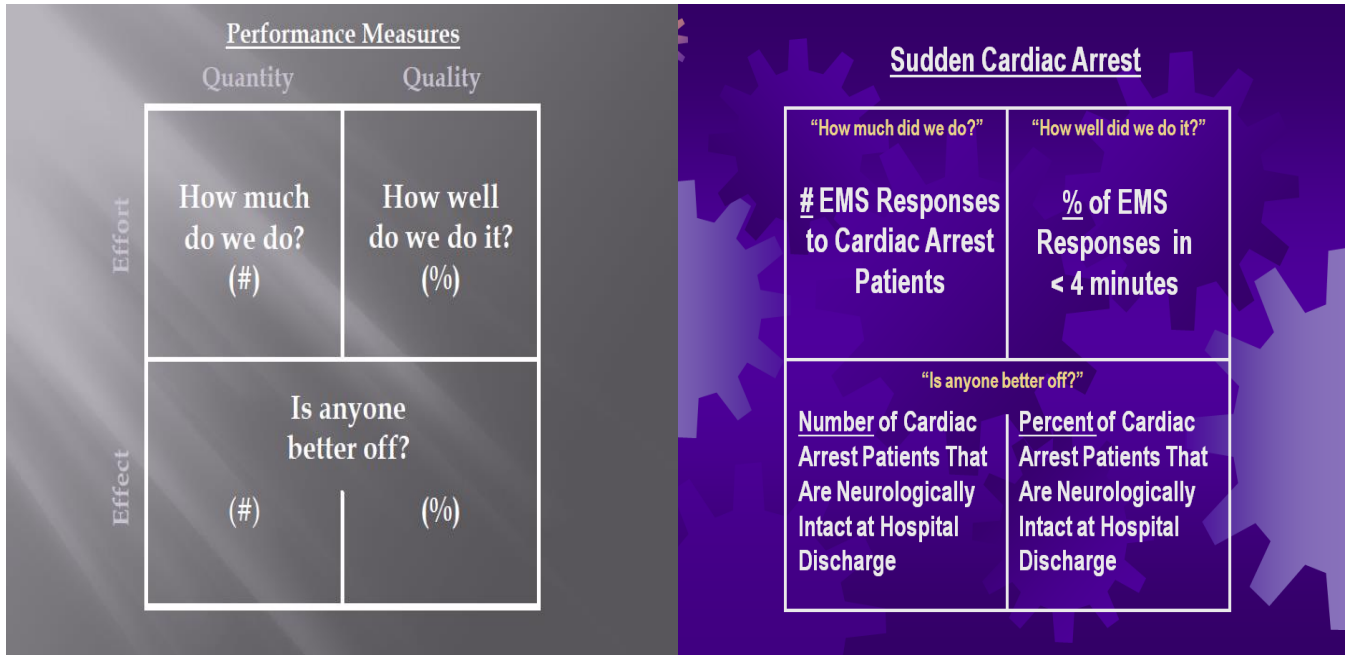 Performance Measures
Quantity
Quality
Effort
How much
do we do?
(#)
How well
do we do it?
(%)
Effect
Is anyone
better off?
(#)
(%)
Sudden Cardiac Arrest
“How much did we do?”
# EMS Responses
to Cardiac Arrest
Patients
“How well did we do it?”
% of EMS
Responses in
< 4 minutes
“Is anyone better off?”
Number of Cardiac
Arrest Patients That
Are Neurologically
Intact at Hospital
Discharge
Percent of Cardiac
Arrest Patients That
Are Neurologically
Intact at Hospital
Discharge